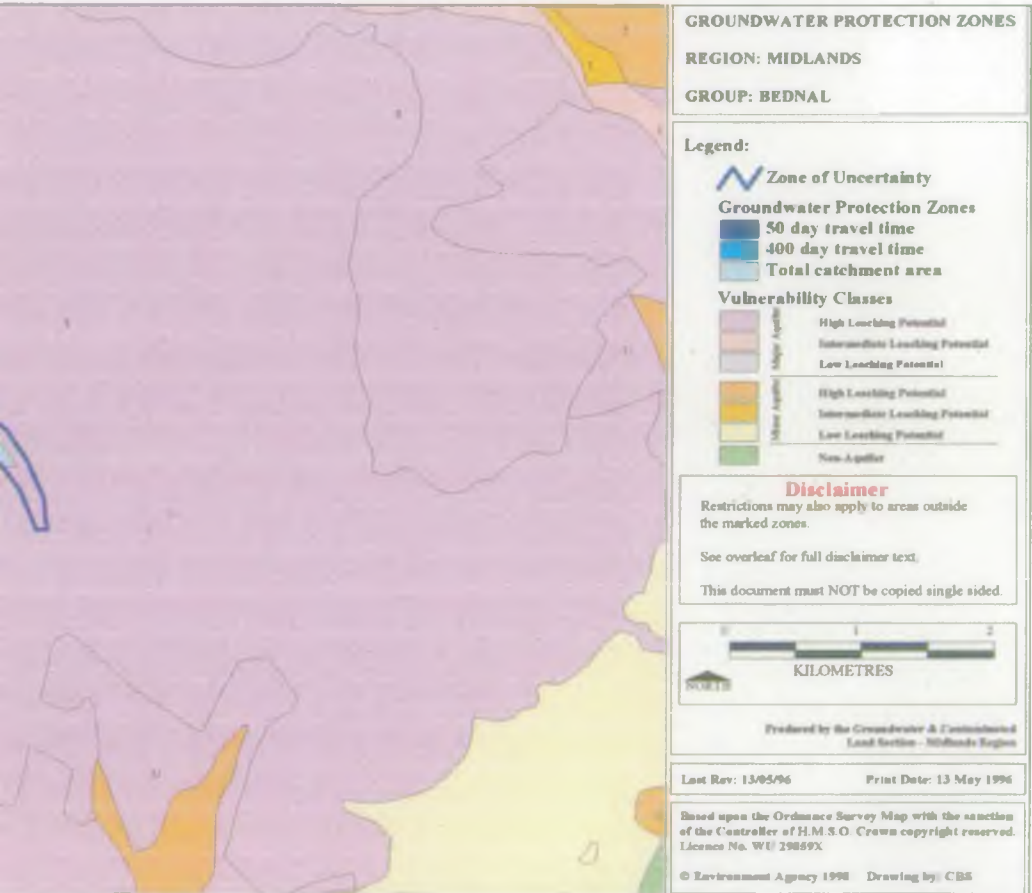 GROUNDWATER PROTECTION ZONES
REGION: MIDLANDS
GROUP: BEDNAL
Legend:
Zone of Uncertainty
Groundwater Protection Zones
50 day travel time
400 day travel time
Total catchment area
Vulnerability Classes
Major Aquifer
High Leaching Potential
Intermediate Leaching Potential
Low Leaching Potential
Minor Aquifer
High Leaching Potential
Intermediate Leaching Potential
Low Leaching Potential
Non-Aquifer
Disclaimer
Restrictions may also apply to areas outside
the marked zones.
See overleaf for full disclaimer text.
This document must NOT be copied single sided.
0 1 2
KILOMETRES
NORTH
Produced by the Groundwater & Contaminated
Land Section - Midlands Region
Last Rev: 13/05/96 Print Date: 13 May 1996
Based upon the Ordnance Survey Map with the sanction
of the Controller of H.M.S.O. Crown copyright reserved.
Licence No. WU 29859X
© Environment Agency 1998 Drawing by: CBS